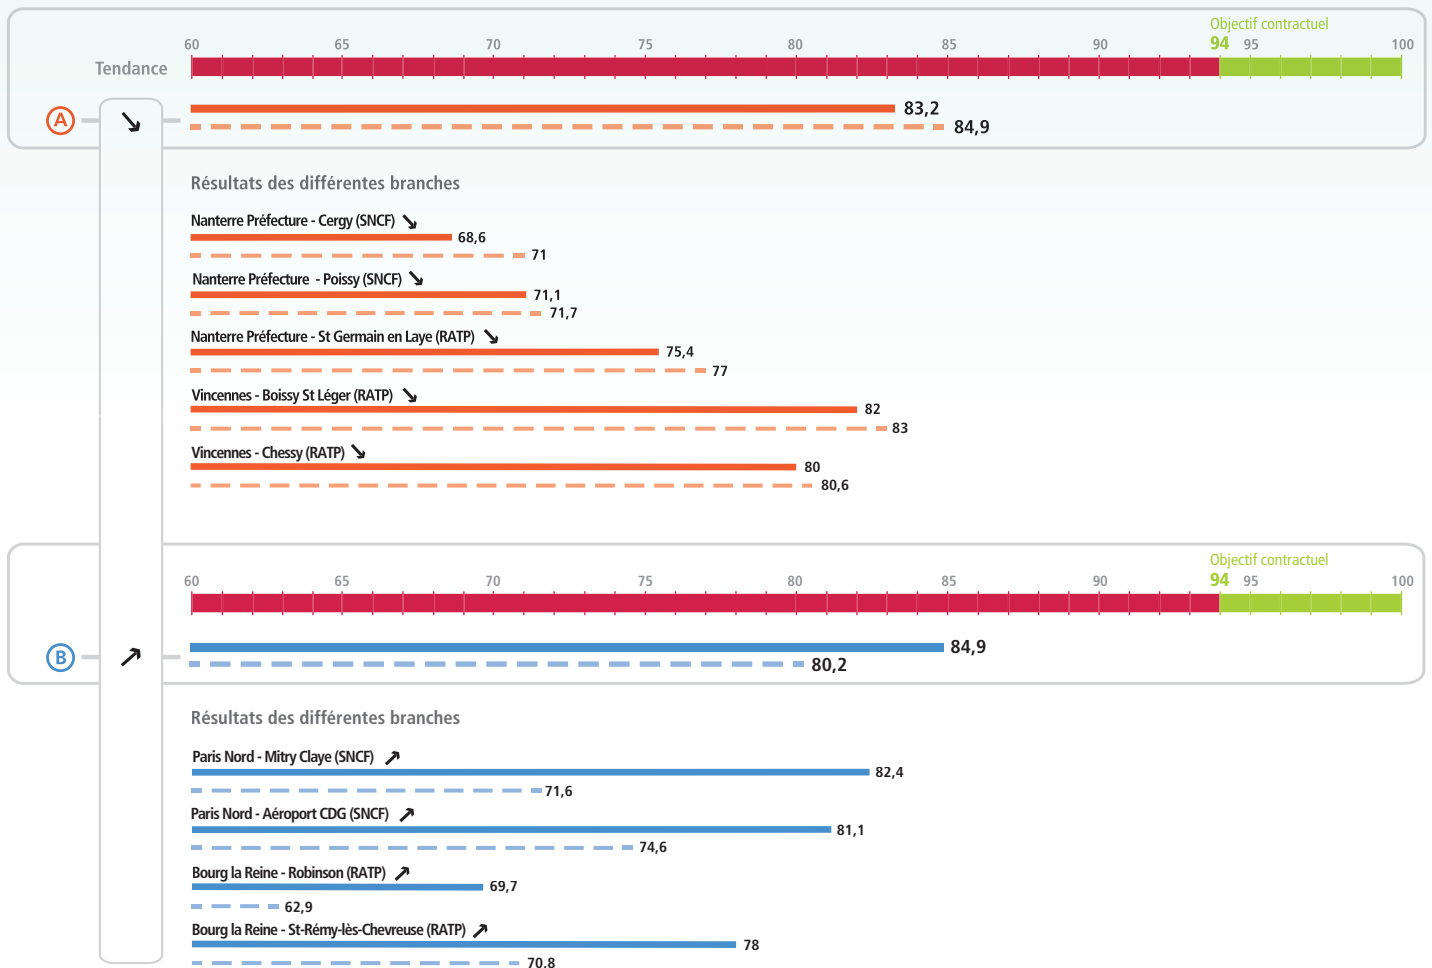 Objectif contractuel
60 65 70 75 80 85 90 94 95 100
Tendance
A
83,2
84,9
Résultats des différentes branches
Nanterre Préfecture - Cergy (SNCF)
68,6
71
Nanterre Préfecture - Poissy (SNCF)
71,1
71,7
Nanterre Préfecture - St Germain en Laye (RATP)
75,4
77
Vincennes - Boissy St Léger (RATP)
82
83
Vincennes - Chessy (RATP)
80
80,6
Objectif contractuel
60 65 70 75 80 85 90 94 95 100
B
84,9
80,2
Résultats des différentes branches
Paris Nord - Mitry Claye (SNCF)
82,4
71,6
Paris Nord - Aéroport CDG (SNCF)
81,1
74,6
Bourg la Reine - Robinson (RATP)
69,7
62,9
Bourg la Reine - St-Rémy-lès-Chevreuse (RATP)
78
70,8